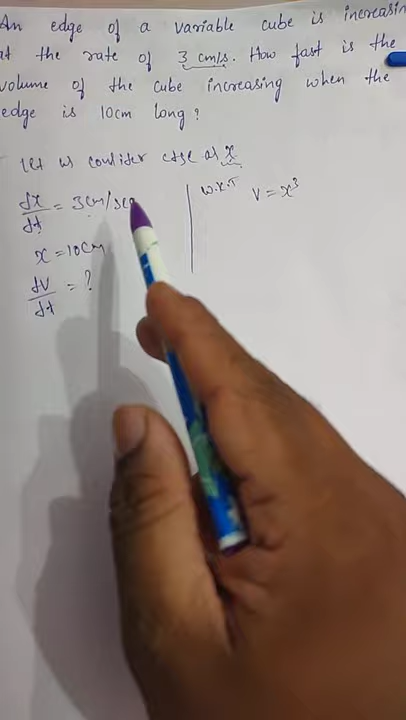 An edge of a variable cube is increasin
at the rate of 3 cm/s. How fast is the
volume of the cube increasing when the
edge is 10cm long?
Let us consider edge as x
dx/dt = 3cm/sec
W.K.T V = x³
x = 10cm
dV/dt = ?